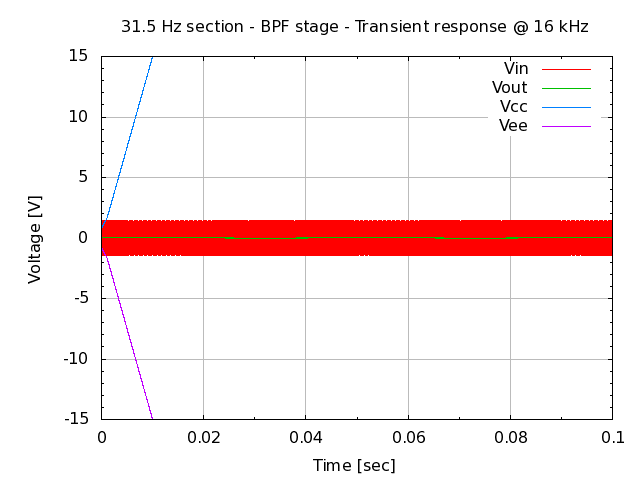 31.5 Hz section - BPF stage - Transient response @ 16 kHz
Voltage [V]
15
10
5
0
-5
-10
-15
Vin
Vout
Vcc
Vee
0 0.02 0.04 0.06 0.08 0.1
Time [sec]